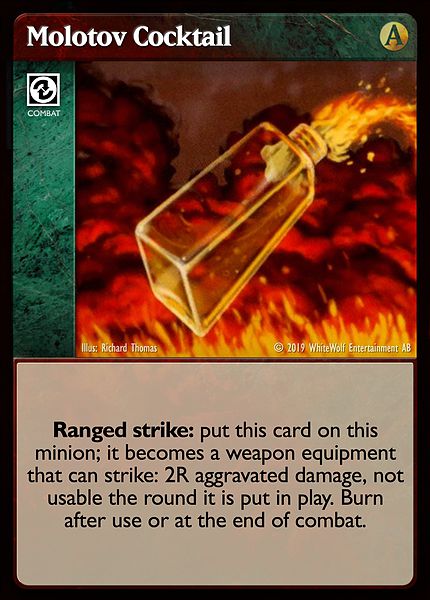 Molotov Cocktail
A
COMBAT
Illus: Richard Thomas
© 2019 WhiteWolf Entertainment AB
Ranged strike: put this card on this
minion; it becomes a weapon equipment
that can strike: 2R aggravated damage, not
usable the round it is put in play. Burn
after use or at the end of combat.